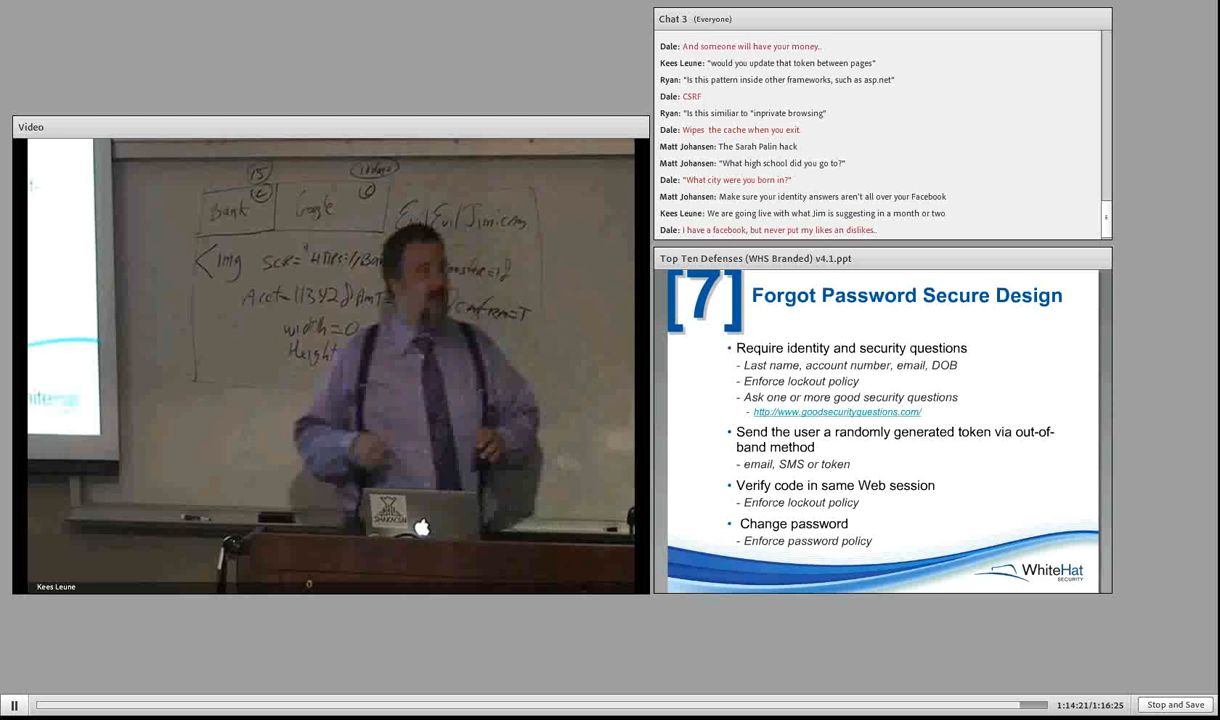 Chat 3 (Everyone)
Dale: And someone will have your money..
Kees Leune: "would you update that token between pages"
Ryan: "Is this pattern inside other frameworks, such as asp.net"
Dale: CSRF
Ryan: "Is this similiar to "inprivate browsing"
Dale: Wipes the cache when you exit.
Matt Johansen: The Sarah Palin hack
Matt Johansen: "What high school did you go to?"
Dale: "What city were you born in?"
Matt Johansen: Make sure your identity answers aren't all over your Facebook
Kees Leune: We are going live with what Jim is suggesting in a month or two
Dale: I have a facebook, but never put my likes an dislikes..
Video
15
Bank
Google
<img
width=0
Height
SHAKACON
Kees Leune
Top Ten Defenses (WHS Branded) v4.1.ppt
[7] Forgot Password Secure Design
• Require identity and security questions
- Last name, account number, email, DOB
- Enforce lockout policy
- Ask one or more good security questions
- http://www.goodsecurityquestions.com/
• Send the user a randomly generated token via out-of-
band method
- email, SMS or token
• Verify code in same Web session
- Enforce lockout policy
• Change password
- Enforce password policy
WhiteHat
SECURITY
1:14:21/1:16:25
Stop and Save